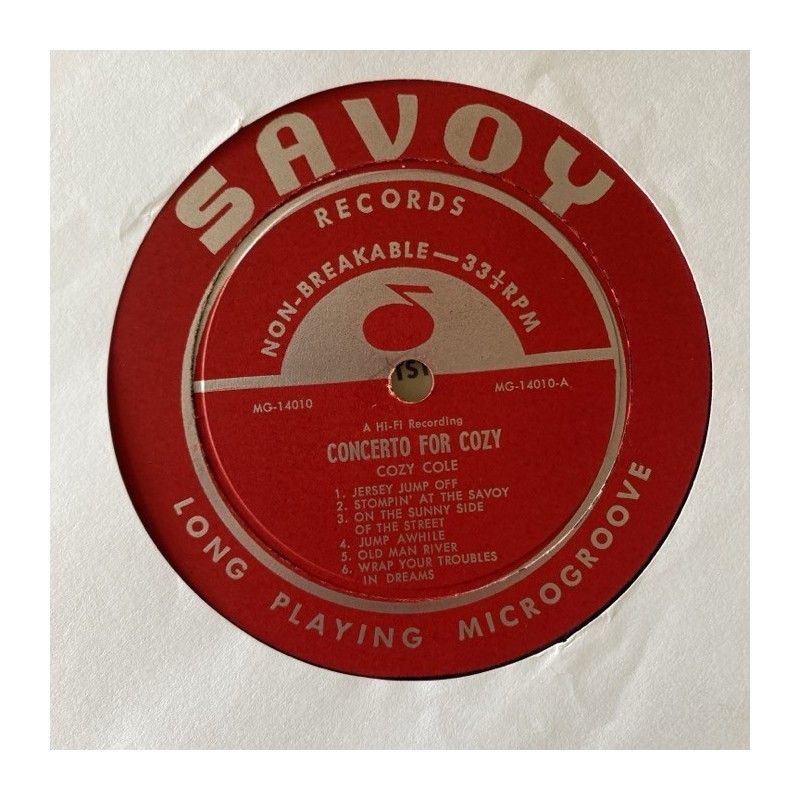 SAVOY
RECORDS
NON-BREAKABLE — 33⅓ RPM
MG-14010
MG-14010-A
A Hi-Fi Recording
CONCERTO FOR COZY
COZY COLE
1. JERSEY JUMP OFF
2. STOMPIN' AT THE SAVOY
3. ON THE SUNNY SIDE
OF THE STREET
4. JUMP AWHILE
5. OLD MAN RIVER
6. WRAP YOUR TROUBLES
IN DREAMS
LONG PLAYING MICROGROOVE